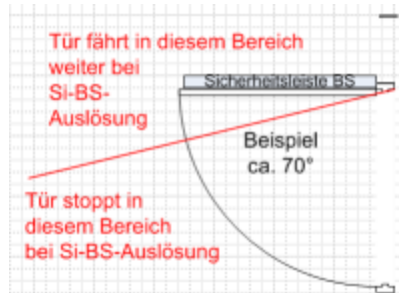 Tür fährt in diesem Bereich
weiter bei
Si-BS-
Auslösung
Sicherheitsleiste BS
Beispiel
ca. 70°
Tür stoppt in
diesem Bereich
bei Si-BS-Auslösung